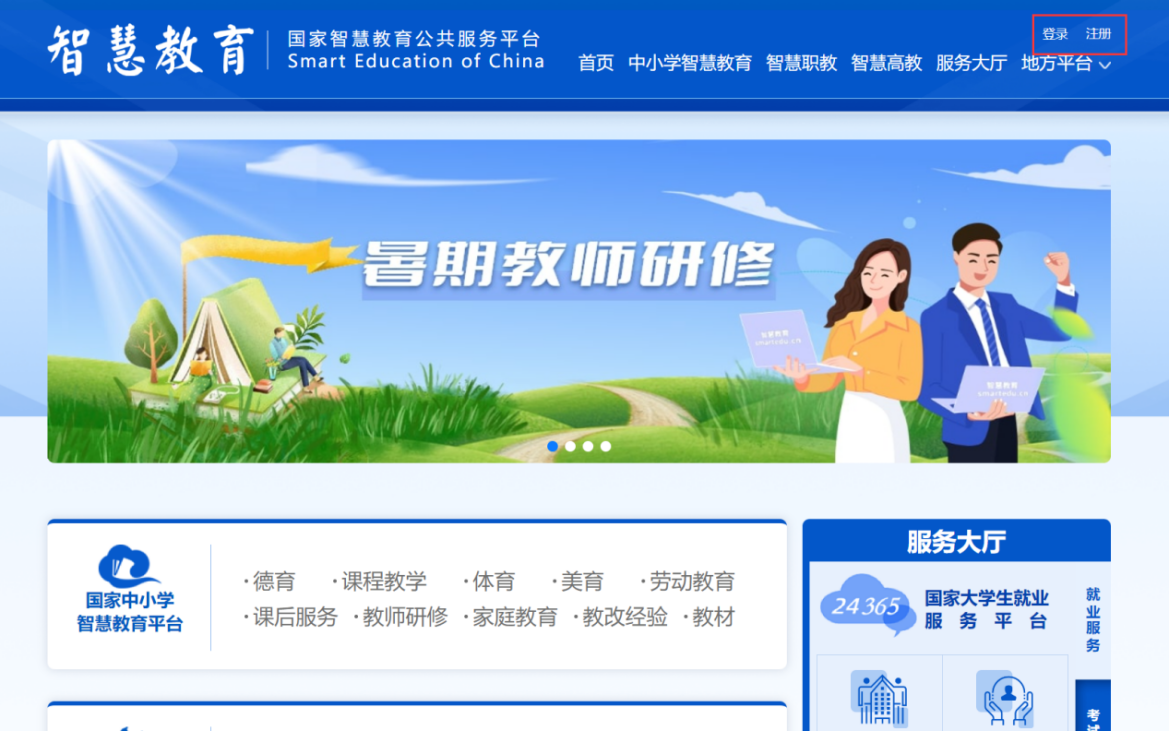 登录 注册
智慧教育
国家智慧教育公共服务平台
Smart Education of China
首页 中小学智慧教育 智慧职教 智慧高教 服务大厅 地方平台
暑期教师研修
智慧教育
smartedu.cn
智慧教育
smartedu.cn
国家中小学
智慧教育平台
·德育 ·课程教学 ·体育 ·美育 ·劳动教育
·课后服务 ·教师研修 ·家庭教育 ·教改经验 ·教材
服务大厅
24365
国家大学生就业
服务平台
就业服务
考试